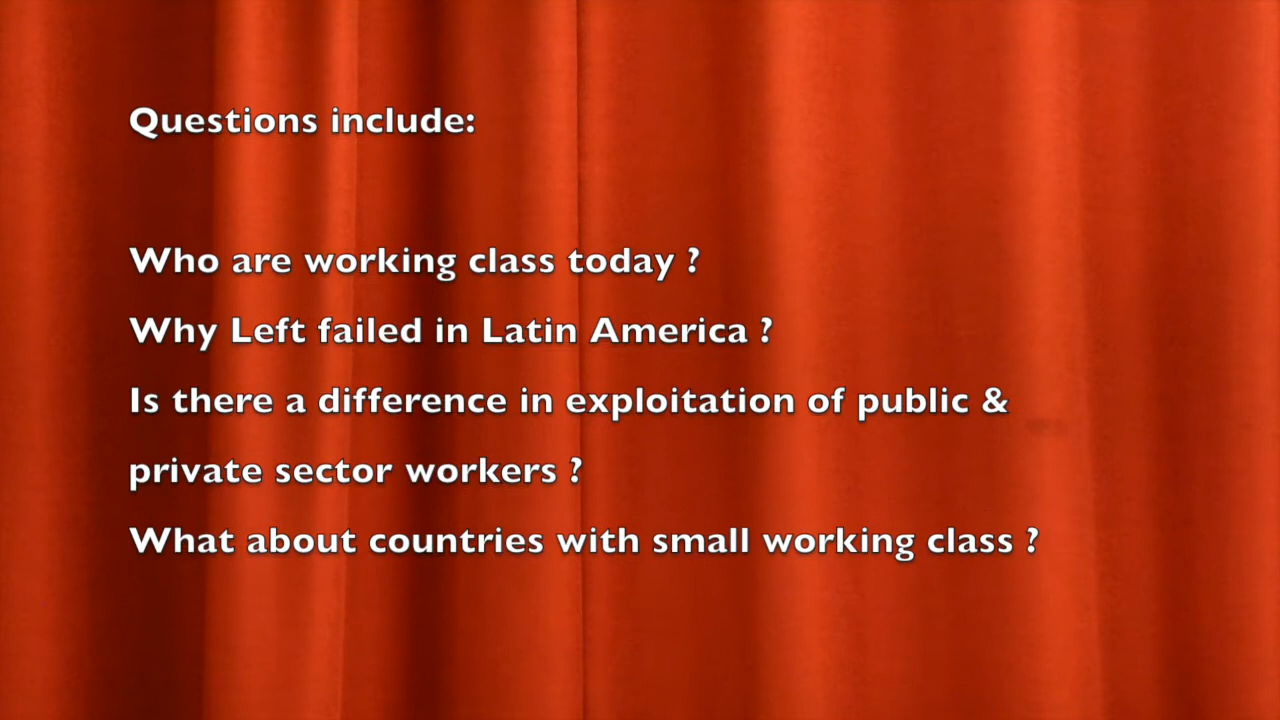 Questions include:
Who are working class today ?
Why Left failed in Latin America ?
Is there a difference in exploitation of public &
private sector workers ?
What about countries with small working class ?